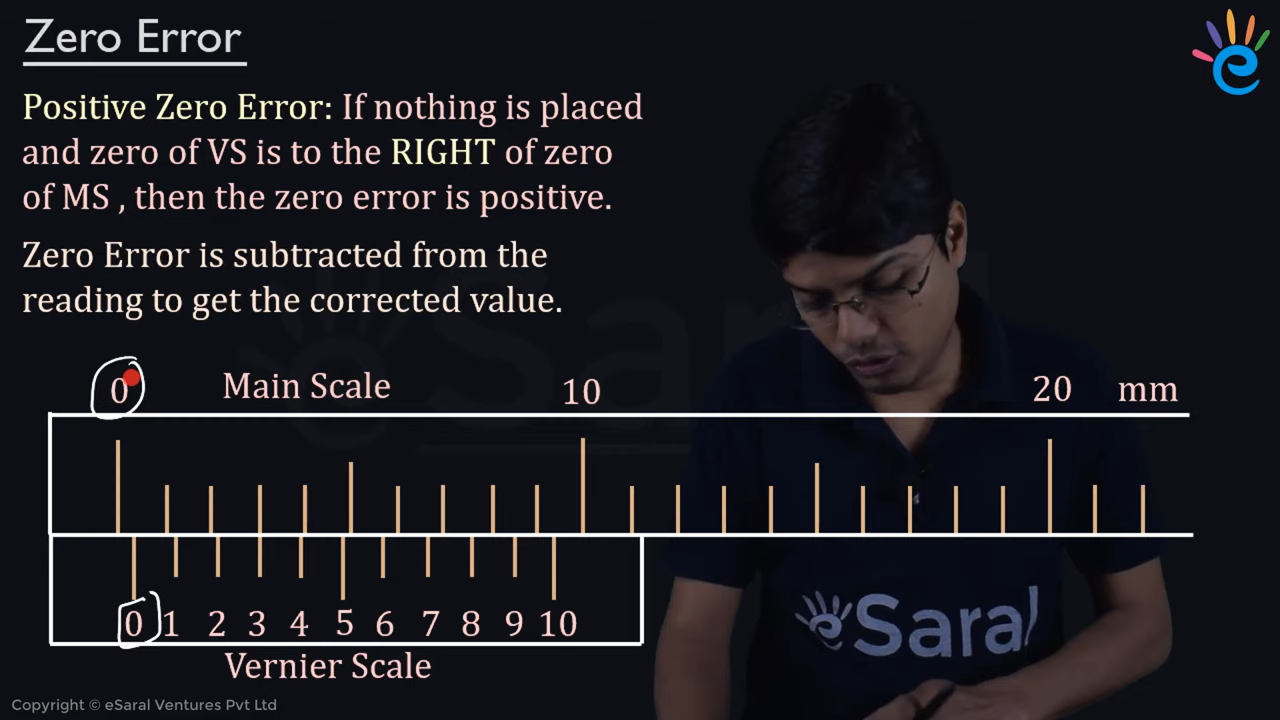 Zero Error
Positive Zero Error: If nothing is placed
and zero of VS is to the RIGHT of zero
of MS , then the zero error is positive.
Zero Error is subtracted from the
reading to get the corrected value.
0 Main Scale 10 20 mm
0 1 2 3 4 5 6 7 8 9 10
Vernier Scale
eSaral
Copyright © eSaral Ventures Pvt Ltd